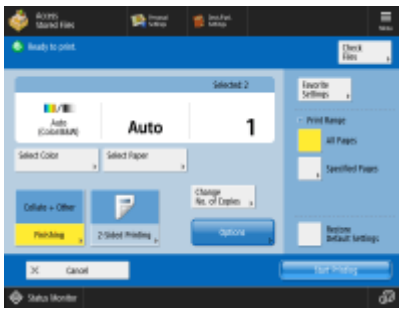 Access
Stored Files
Personal
Settings
Dest./Fwd.
Settings
Menu
Ready to print.
Check
Files
Selected: 2
Auto
(Color/B&W)
Auto
1
Select Color
Select Paper
Change
No. of Copies
Collate + Other
Finishing
2-Sided Printing
Options
Favorite
Settings
Print Range
All Pages
Specified Pages
Restore
Default Settings
Cancel
Start Printing
Status Monitor